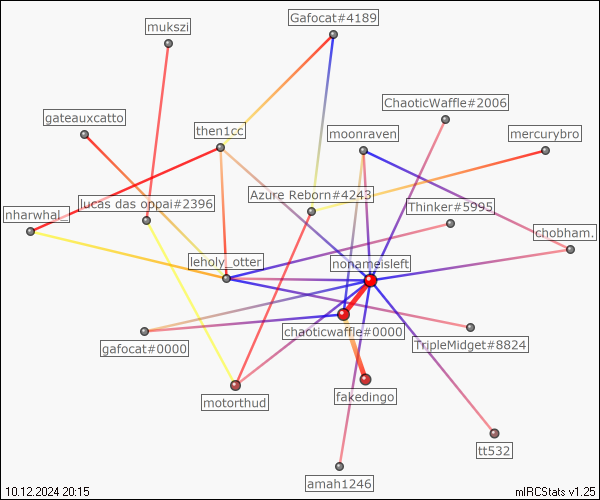 Gafocat#4189
mukszi
ChaoticWaffle#2006
gateauxcatto
then1cc
moonraven
mercurybro
Azure Reborn#4243
lucas das oppai#2396
Thinker#5995
nharwhal_
chobham.
leholy_otter
nonameisleft
chaoticwaffle#0000
TripleMidget#8824
gafocat#0000
fakedingo
motorthud
tt532
amah1246
10.12.2024 20:15
mIRCStats v1.25